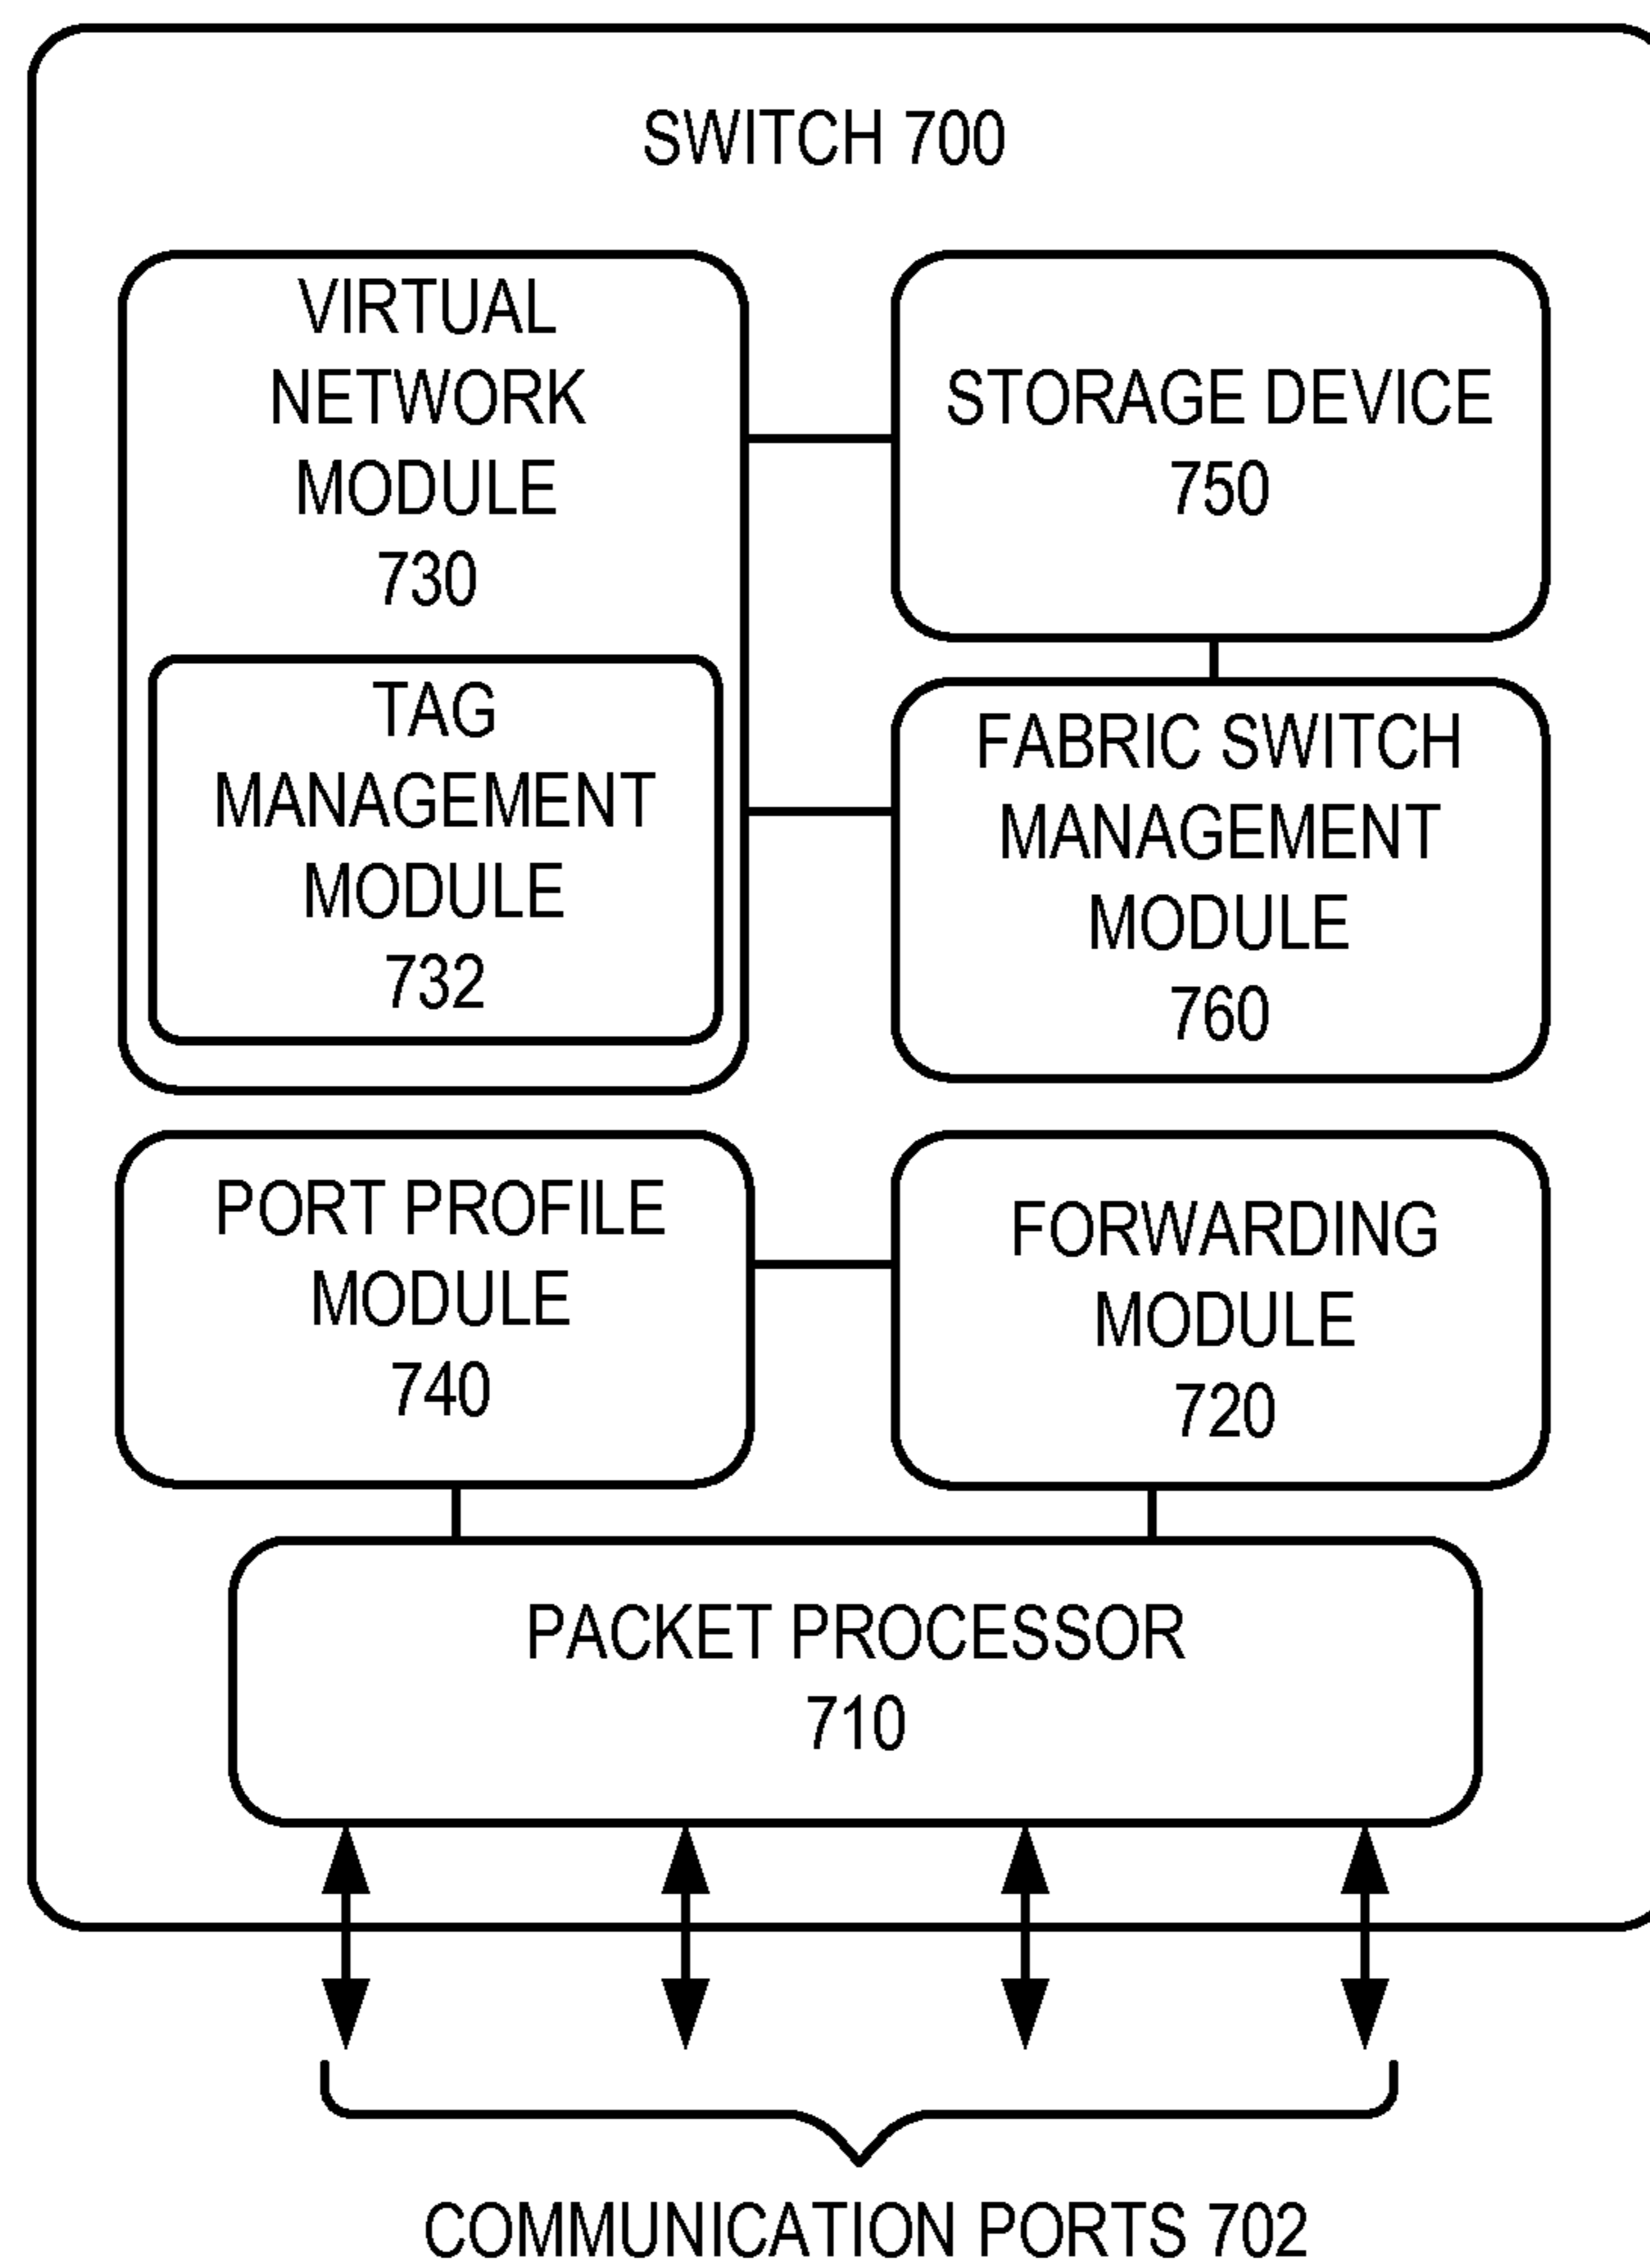 SWITCH 700
VIRTUAL
NETWORK
MODULE
730
TAG
MANAGEMENT
MODULE
732
STORAGE DEVICE
750
FABRIC SWITCH
MANAGEMENT
MODULE
760
PORT PROFILE
MODULE
740
FORWARDING
MODULE
720
PACKET PROCESSOR
710
COMMUNICATION PORTS 702